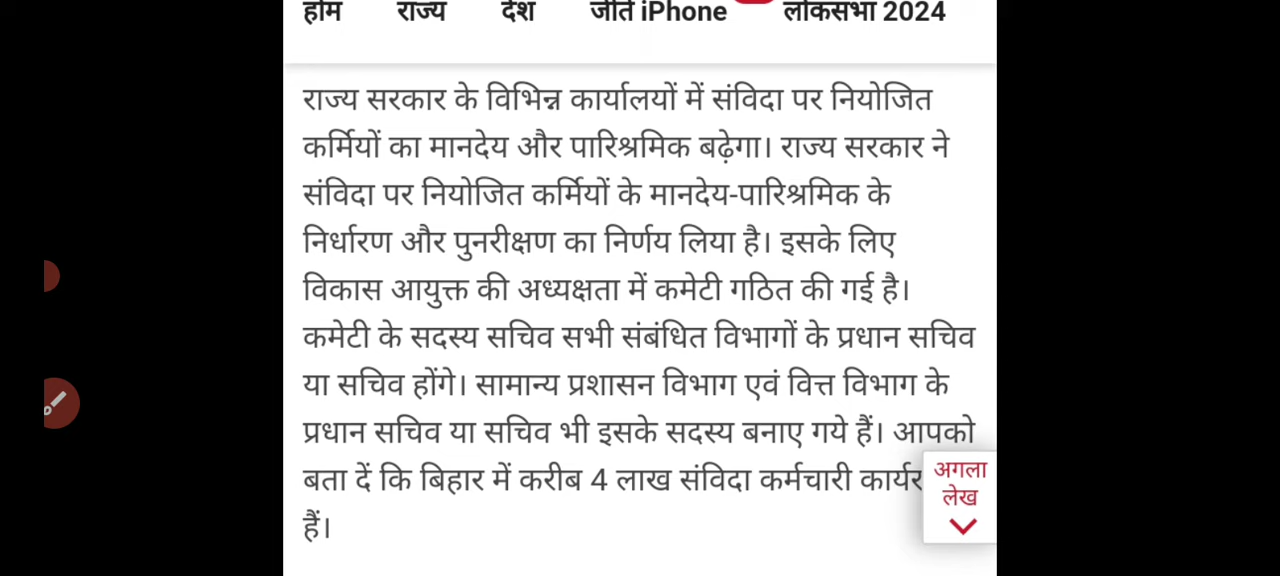 होम राज्य देश जीतें iPhone लोकसभा 2024
राज्य सरकार के विभिन्न कार्यालयों में संविदा पर नियोजित
कर्मियों का मानदेय और पारिश्रमिक बढ़ेगा। राज्य सरकार ने
संविदा पर नियोजित कर्मियों के मानदेय-पारिश्रमिक के
निर्धारण और पुनरीक्षण का निर्णय लिया है। इसके लिए
विकास आयुक्त की अध्यक्षता में कमेटी गठित की गई है।
कमेटी के सदस्य सचिव सभी संबंधित विभागों के प्रधान सचिव
या सचिव होंगे। सामान्य प्रशासन विभाग एवं वित्त विभाग के
प्रधान सचिव या सचिव भी इसके सदस्य बनाए गये हैं। आपको
बता दें कि बिहार में करीब 4 लाख संविदा कर्मचारी
हैं।
अगला
लेख